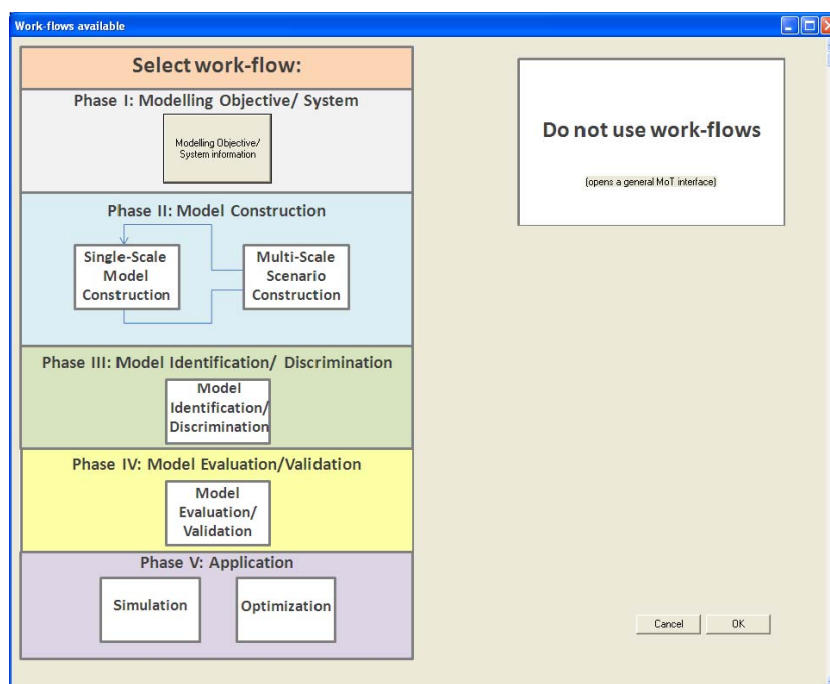 Work-flows available
Select work-flow:
Phase I: Modelling Objective/ System
Modelling Objective/
System information
Phase II: Model Construction
Single-Scale
Model
Construction
Multi-Scale
Scenario
Construction
Phase III: Model Identification/ Discrimination
Model
Identification/
Discrimination
Phase IV: Model Evaluation/Validation
Model
Evaluation/
Validation
Phase V: Application
Simulation
Optimization
Do not use work-flows
(opens a general MoT interface)
Cancel
OK